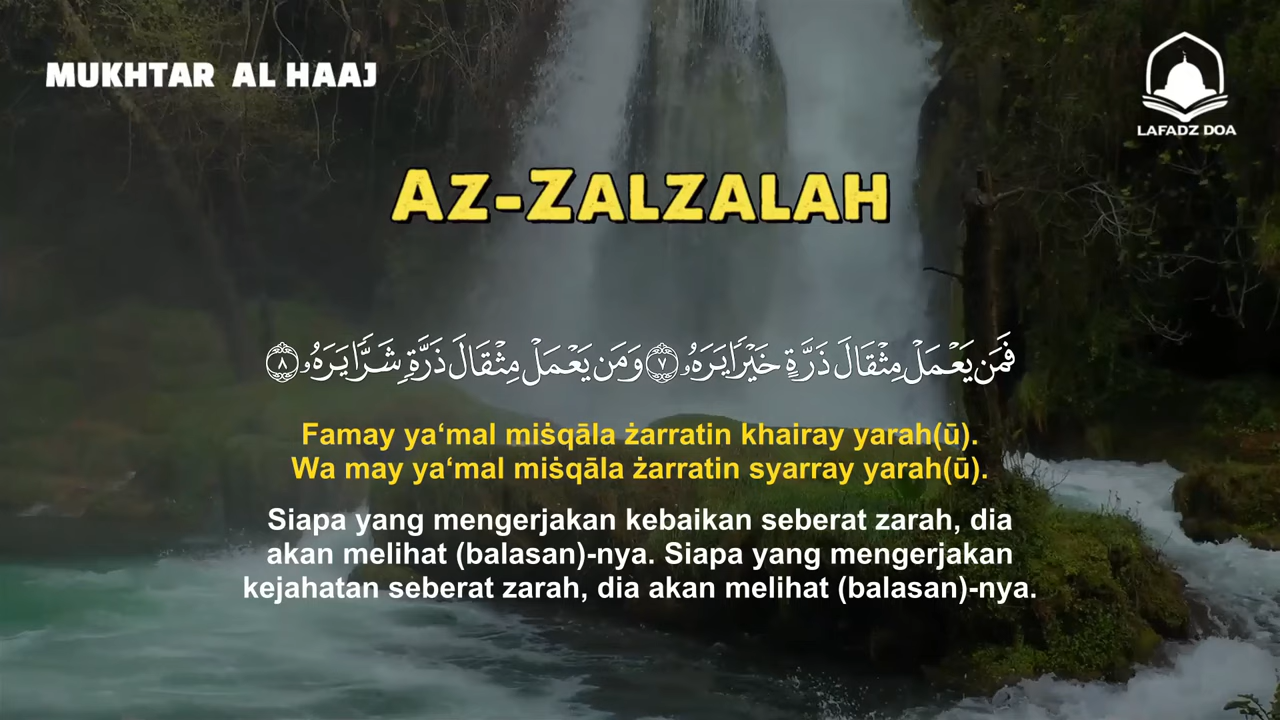 MUKHTAR AL HAAJ
LAFADZ DOA
AZ-ZALZALAH
فَمَن يَعْمَلْ مِثْقَالَ ذَرَّةٍ خَيْرًا يَرَهُۥ ٧ وَمَن يَعْمَلْ مِثْقَالَ ذَرَّةٍ شَرًّا يَرَهُۥ ٨
Famay ya‘mal miṡqāla żarratin khairay yarah(ū).
Wa may ya‘mal miṡqāla żarratin syarray yarah(ū).
Siapa yang mengerjakan kebaikan seberat zarah, dia
akan melihat (balasan)-nya. Siapa yang mengerjakan
kejahatan seberat zarah, dia akan melihat (balasan)-nya.